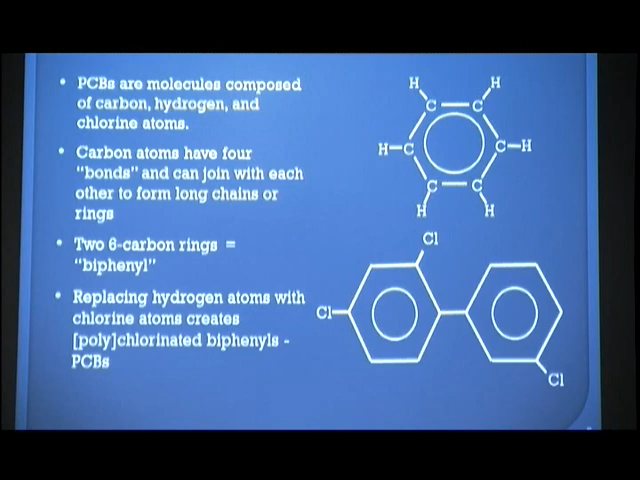 • PCBs are molecules composed
of carbon, hydrogen, and
chlorine atoms.
• Carbon atoms have four
"bonds" and can join with each
other to form long chains or
rings
• Two 6-carbon rings =
"biphenyl"
• Replacing hydrogen atoms with
chlorine atoms creates
[poly]chlorinated biphenyls -
PCBs
H H
C C
H C C H
C C
H H
Cl
Cl
Cl